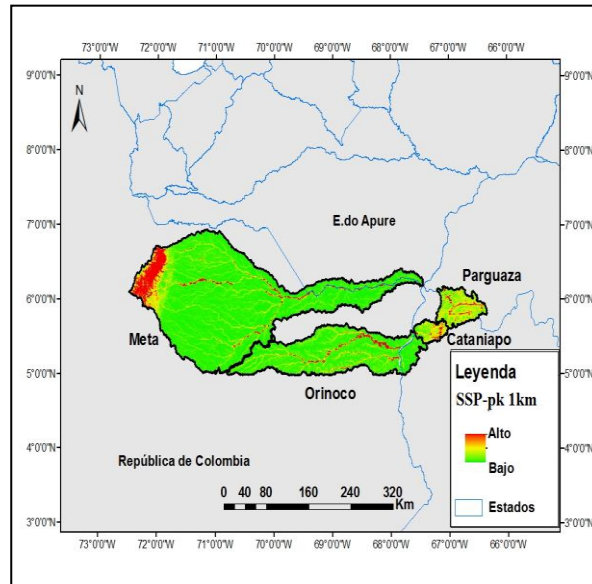 73°0'0"W 72°0'0"W 71°0'0"W 70°0'0"W 69°0'0"W 68°0'0"W 67°0'0"W 66°0'0"W
9°0'0"N 9°0'0"N
N
8°0'0"N 8°0'0"N
7°0'0"N 7°0'0"N
E.do Apure
Parguaza
6°0'0"N 6°0'0"N
Meta
Cataniapo
5°0'0"N 5°0'0"N
Orinoco
Leyenda
SSP-pk 1km
Alto
Bajo
Estados
4°0'0"N 4°0'0"N
República de Colombia
0 20 40 80 160 240 320
Km
3°0'0"N 3°0'0"N
73°0'0"W 72°0'0"W 71°0'0"W 70°0'0"W 69°0'0"W 68°0'0"W 67°0'0"W 66°0'0"W